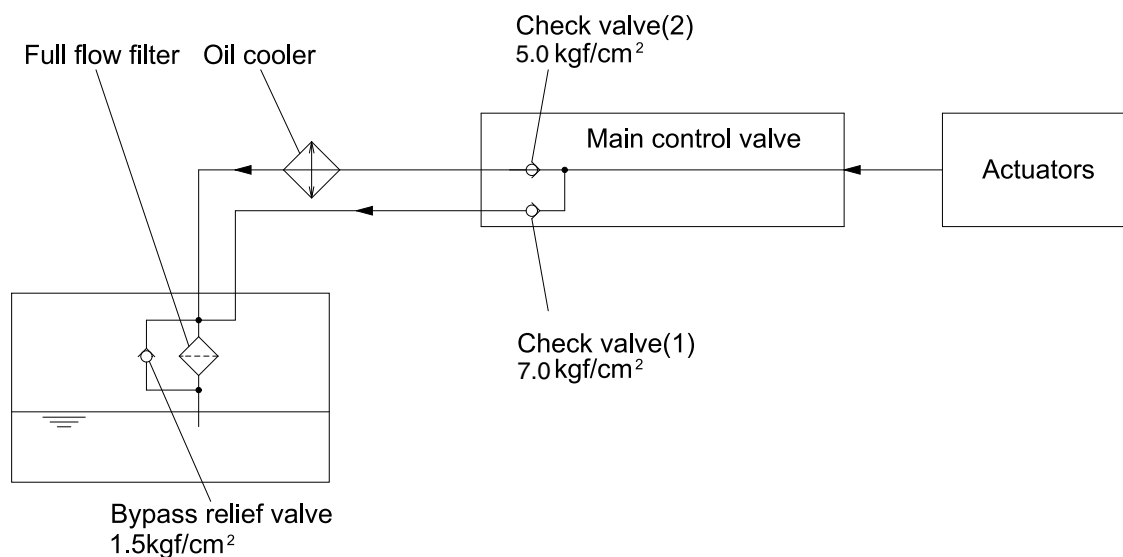 Check valve(2)
5.0 kgf/cm²
Full flow filter
Oil cooler
Main control valve
Actuators
Check valve(1)
7.0 kgf/cm²
Bypass relief valve
1.5kgf/cm²